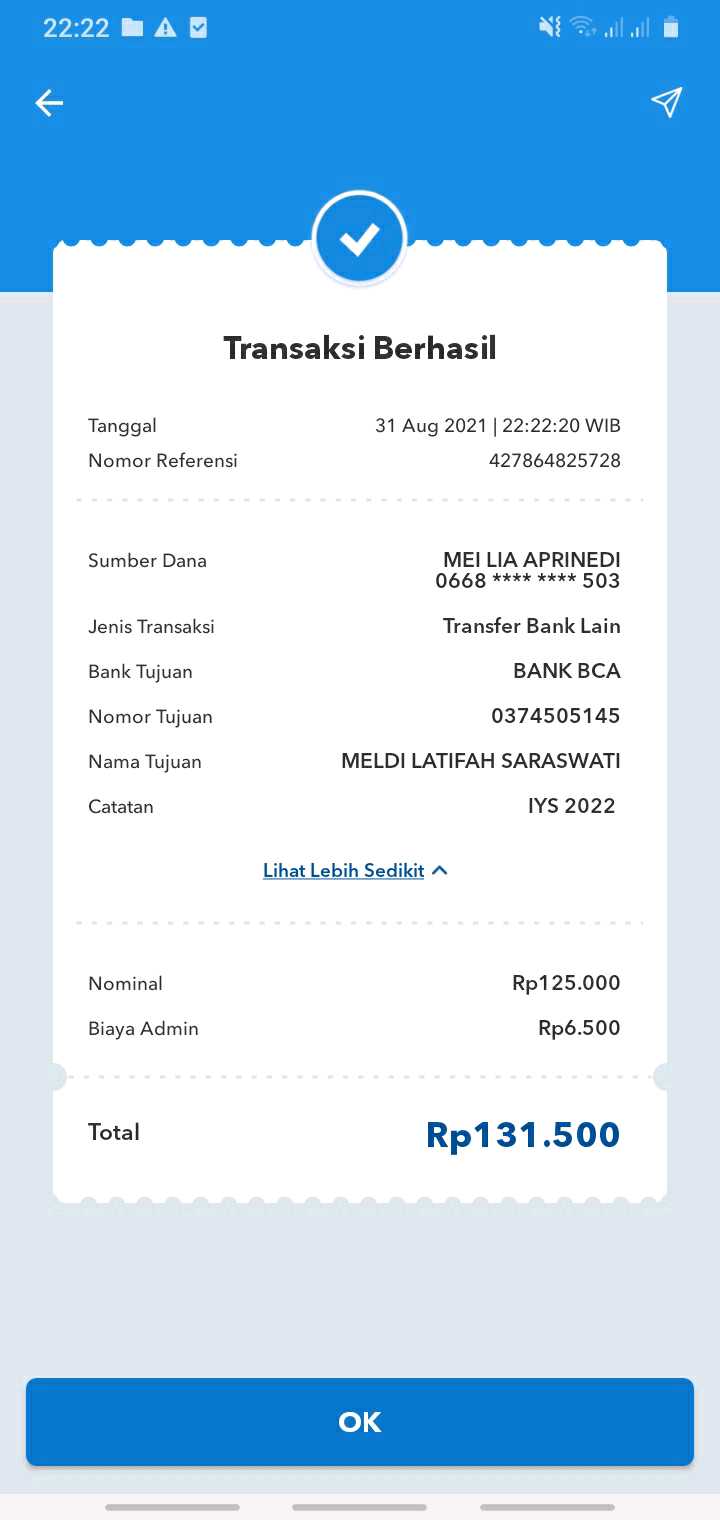 22:22
Transaksi Berhasil
Tanggal 31 Aug 2021 | 22:22:20 WIB
Nomor Referensi 427864825728
Sumber Dana MEI LIA APRINEDI
0668 **** **** 503
Jenis Transaksi Transfer Bank Lain
Bank Tujuan BANK BCA
Nomor Tujuan 0374505145
Nama Tujuan MELDI LATIFAH SARASWATI
Catatan IYS 2022
Lihat Lebih Sedikit
Nominal Rp125.000
Biaya Admin Rp6.500
Total Rp131.500
OK